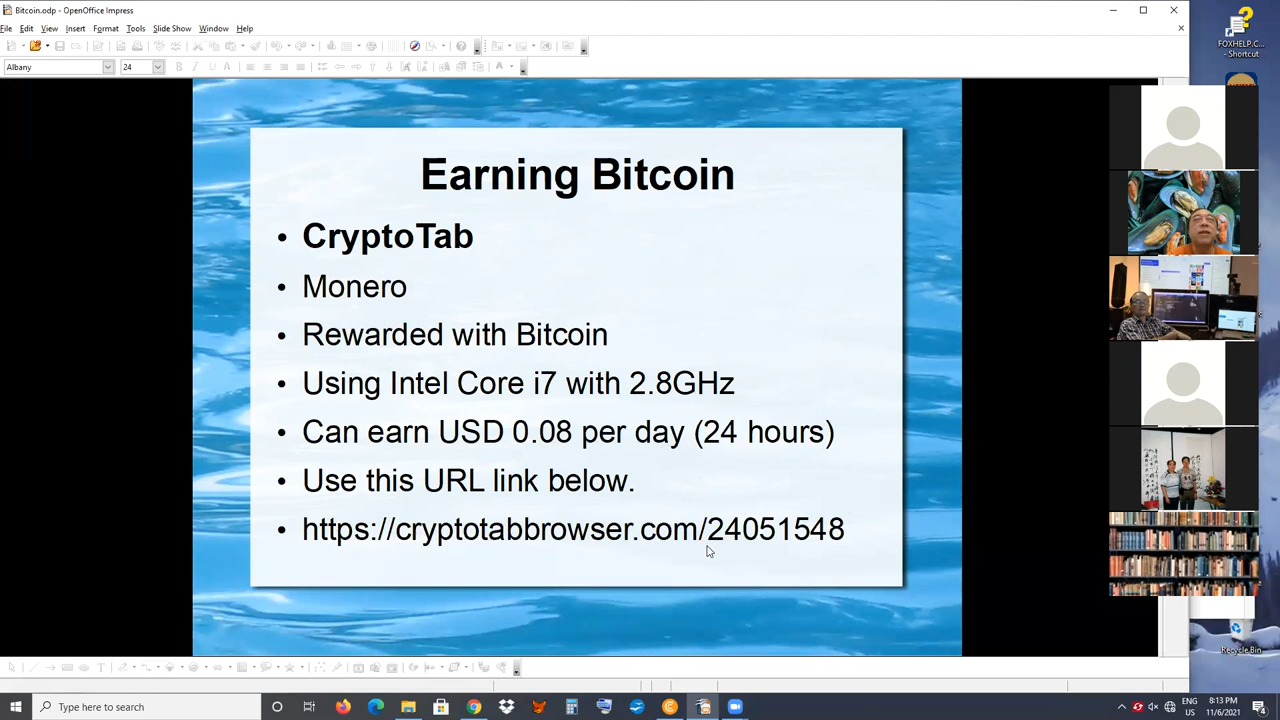 Bitcoin.odp - OpenOffice Impress
File Edit View Insert Format Tools Slide Show Window Help
Albany 24
FOXHELP.C...
- Shortcut
Earning Bitcoin
• CryptoTab
• Monero
• Rewarded with Bitcoin
• Using Intel Core i7 with 2.8GHz
• Can earn USD 0.08 per day (24 hours)
• Use this URL link below.
• https://cryptotabbrowser.com/24051548
Recycle Bin
Type here to search
ENG
US
8:13 PM
11/6/2021